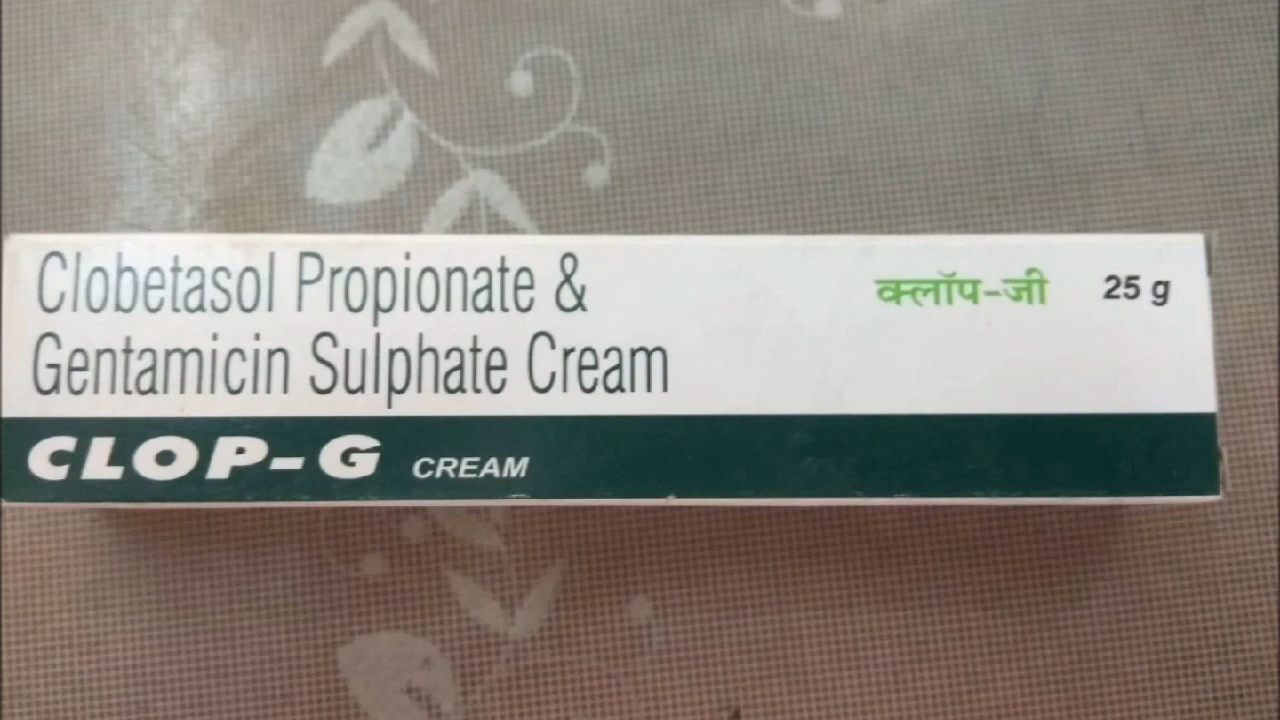 Clobetasol Propionate &
Gentamicin Sulphate Cream
क्लॉप-जी 25 g
CLOP-G CREAM